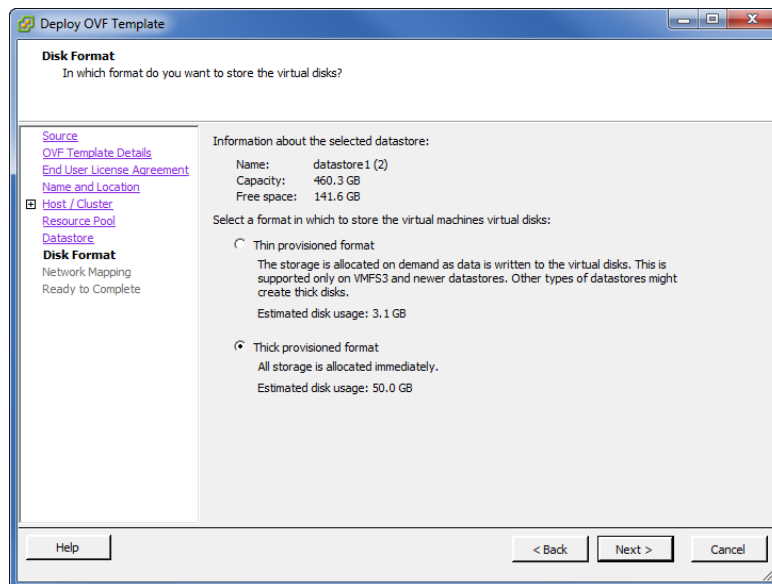 Deploy OVF Template
Disk Format
In which format do you want to store the virtual disks?
Source
OVF Template Details
End User License Agreement
Name and Location
Host / Cluster
Resource Pool
Datastore
Disk Format
Network Mapping
Ready to Complete
Information about the selected datastore:
Name: datastore1 (2)
Capacity: 460.3 GB
Free space: 141.6 GB
Select a format in which to store the virtual machines virtual disks:
Thin provisioned format
The storage is allocated on demand as data is written to the virtual disks. This is
supported only on VMFS3 and newer datastores. Other types of datastores might
create thick disks.
Estimated disk usage: 3.1 GB
Thick provisioned format
All storage is allocated immediately.
Estimated disk usage: 50.0 GB
Help
< Back
Next >
Cancel